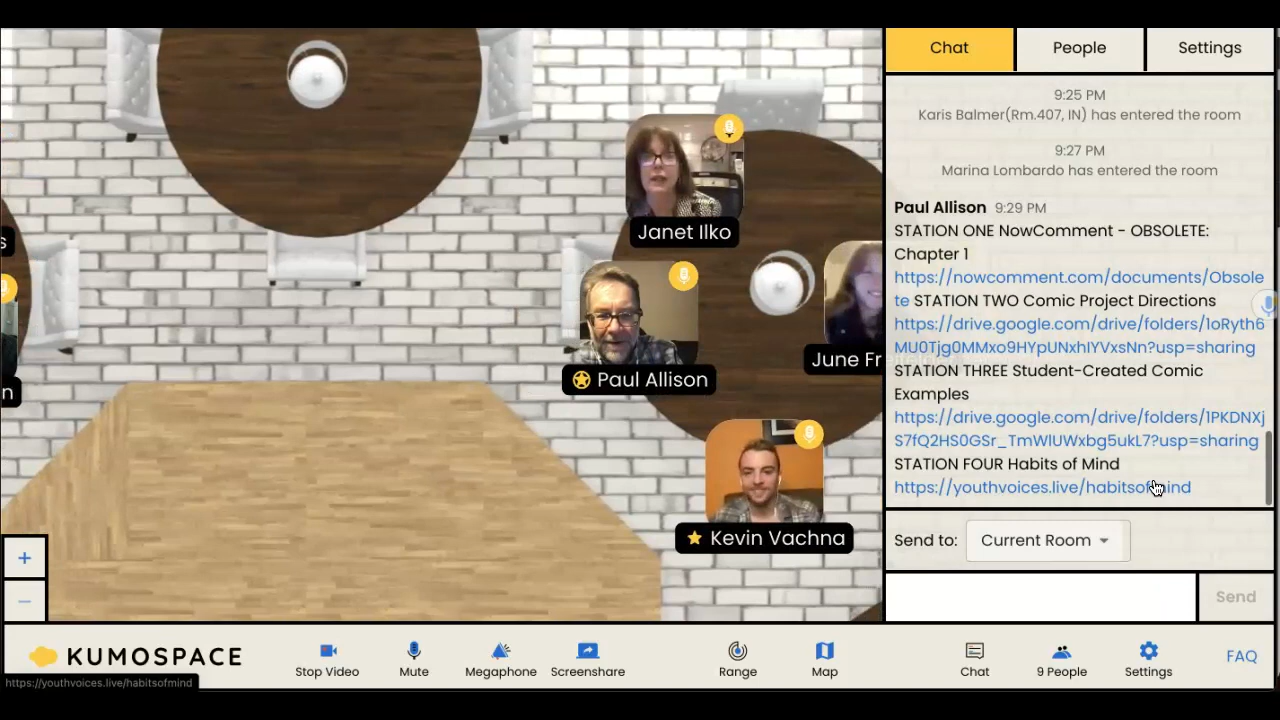 Chat
People
Settings
9:25 PM
Karis Balmer(Rm.407, IN) has entered the room
9:27 PM
Marina Lombardo has entered the room
Paul Allison 9:29 PM
STATION ONE NowComment - OBSOLETE:
Chapter 1
https://nowcomment.com/documents/Obsole
te STATION TWO Comic Project Directions
https://drive.google.com/drive/folders/1oRyth6
MU0Tjg0MMxo9HYpUNxhIYVxsNn?usp=sharing
STATION THREE Student-Created Comic
Examples
https://drive.google.com/drive/folders/1PKDNXj
S7fQ2HS0GSr_TmWlUWxbg5ukL7?usp=sharing
STATION FOUR Habits of Mind
https://youthvoices.live/habitsofmind
Send to:
Current Room
Send
s
Janet Ilko
Paul Allison
June Fr
n
Kevin Vachna
+
−
KUMOSPACE
Stop Video
Mute
Megaphone
Screenshare
Range
Map
Chat
9 People
Settings
FAQ
https://youthvoices.live/habitsofmind